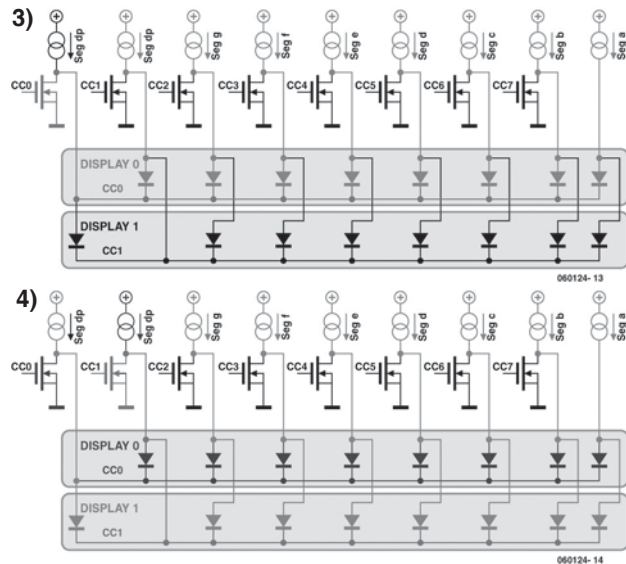 3)
Seg dp Seg dp Seg g Seg f Seg e Seg d Seg c Seg b Seg a
CC0 CC1 CC2 CC3 CC4 CC5 CC6 CC7
DISPLAY 0
CC0
DISPLAY 1
CC1
060124- 13
4)
Seg dp Seg dp Seg g Seg f Seg e Seg d Seg c Seg b Seg a
CC0 CC1 CC2 CC3 CC4 CC5 CC6 CC7
DISPLAY 0
CC0
DISPLAY 1
CC1
060124 - 14